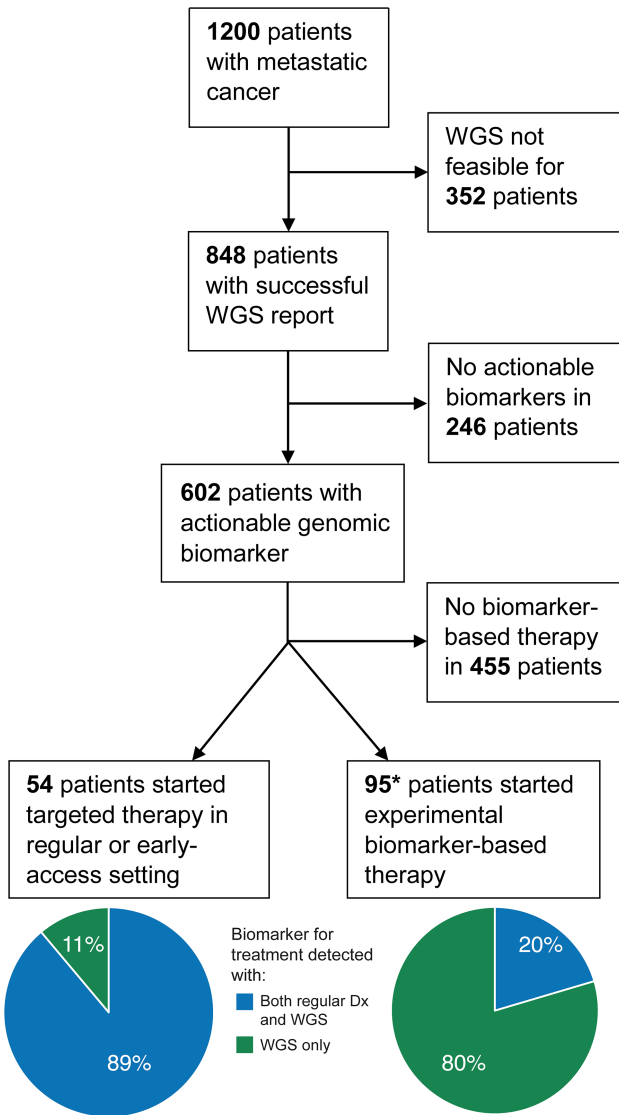 1200 patients
with metastatic
cancer
WGS not
feasible for
352 patients
848 patients
with successful
WGS report
No actionable
biomarkers in
246 patients
602 patients with
actionable genomic
biomarker
No biomarker-
based therapy
in 455 patients
54 patients started
targeted therapy in
regular or early-
access setting
95* patients started
experimental
biomarker-based
therapy
11%
89%
Biomarker for
treatment detected
with:
Both regular Dx
and WGS
WGS only
20%
80%